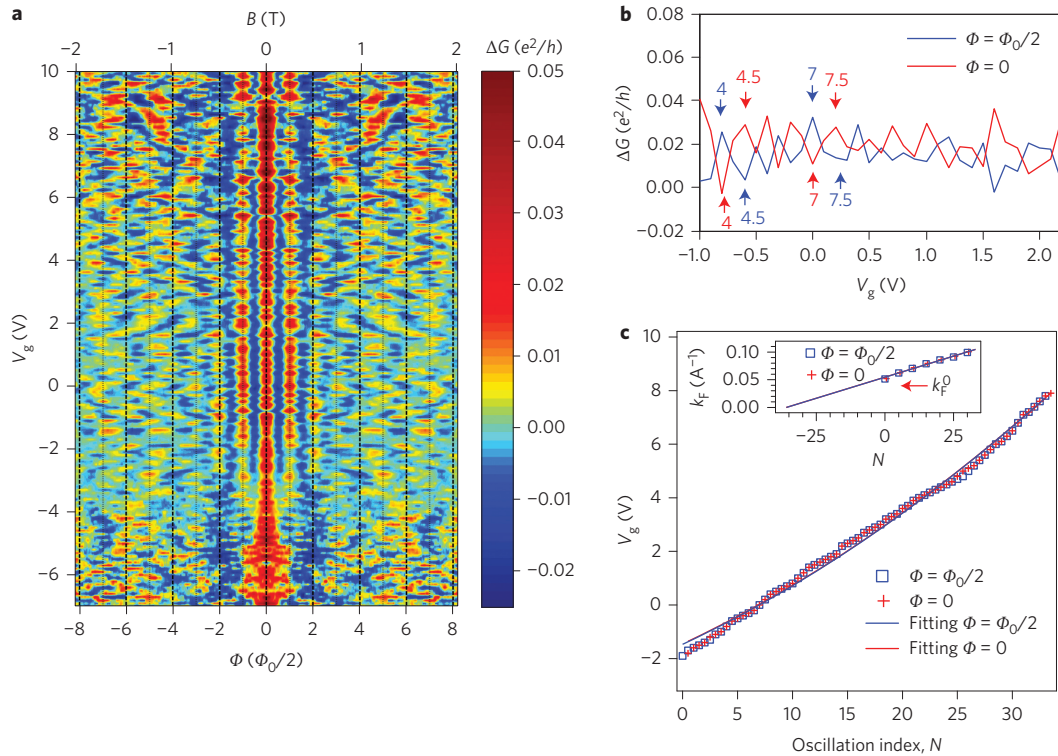 a
B (T)
−2 −1 0 1 2
ΔG (e²/h)
10
8
6
4
2
0
−2
−4
−6
V_g (V)
−8 −6 −4 −2 0 2 4 6 8
Φ (Φ₀/2)
0.05
0.04
0.03
0.02
0.01
0.00
−0.01
−0.02
b
0.08
0.06
0.04
0.02
0.00
−0.02
ΔG (e²/h)
Φ = Φ₀/2
Φ = 0
4 4.5 7 7.5
4 4.5 7 7.5
−1.0 −0.5 0.0 0.5 1.0 1.5 2.0
V_g (V)
c
10
8
6
4
2
0
−2
V_g (V)
0.10
0.05
0.00
k_F (A⁻¹)
Φ = Φ₀/2
Φ = 0
k_F⁰
−25 0 25
N
Φ = Φ₀/2
Φ = 0
Fitting Φ = Φ₀/2
Fitting Φ = 0
0 5 10 15 20 25 30
Oscillation index, N